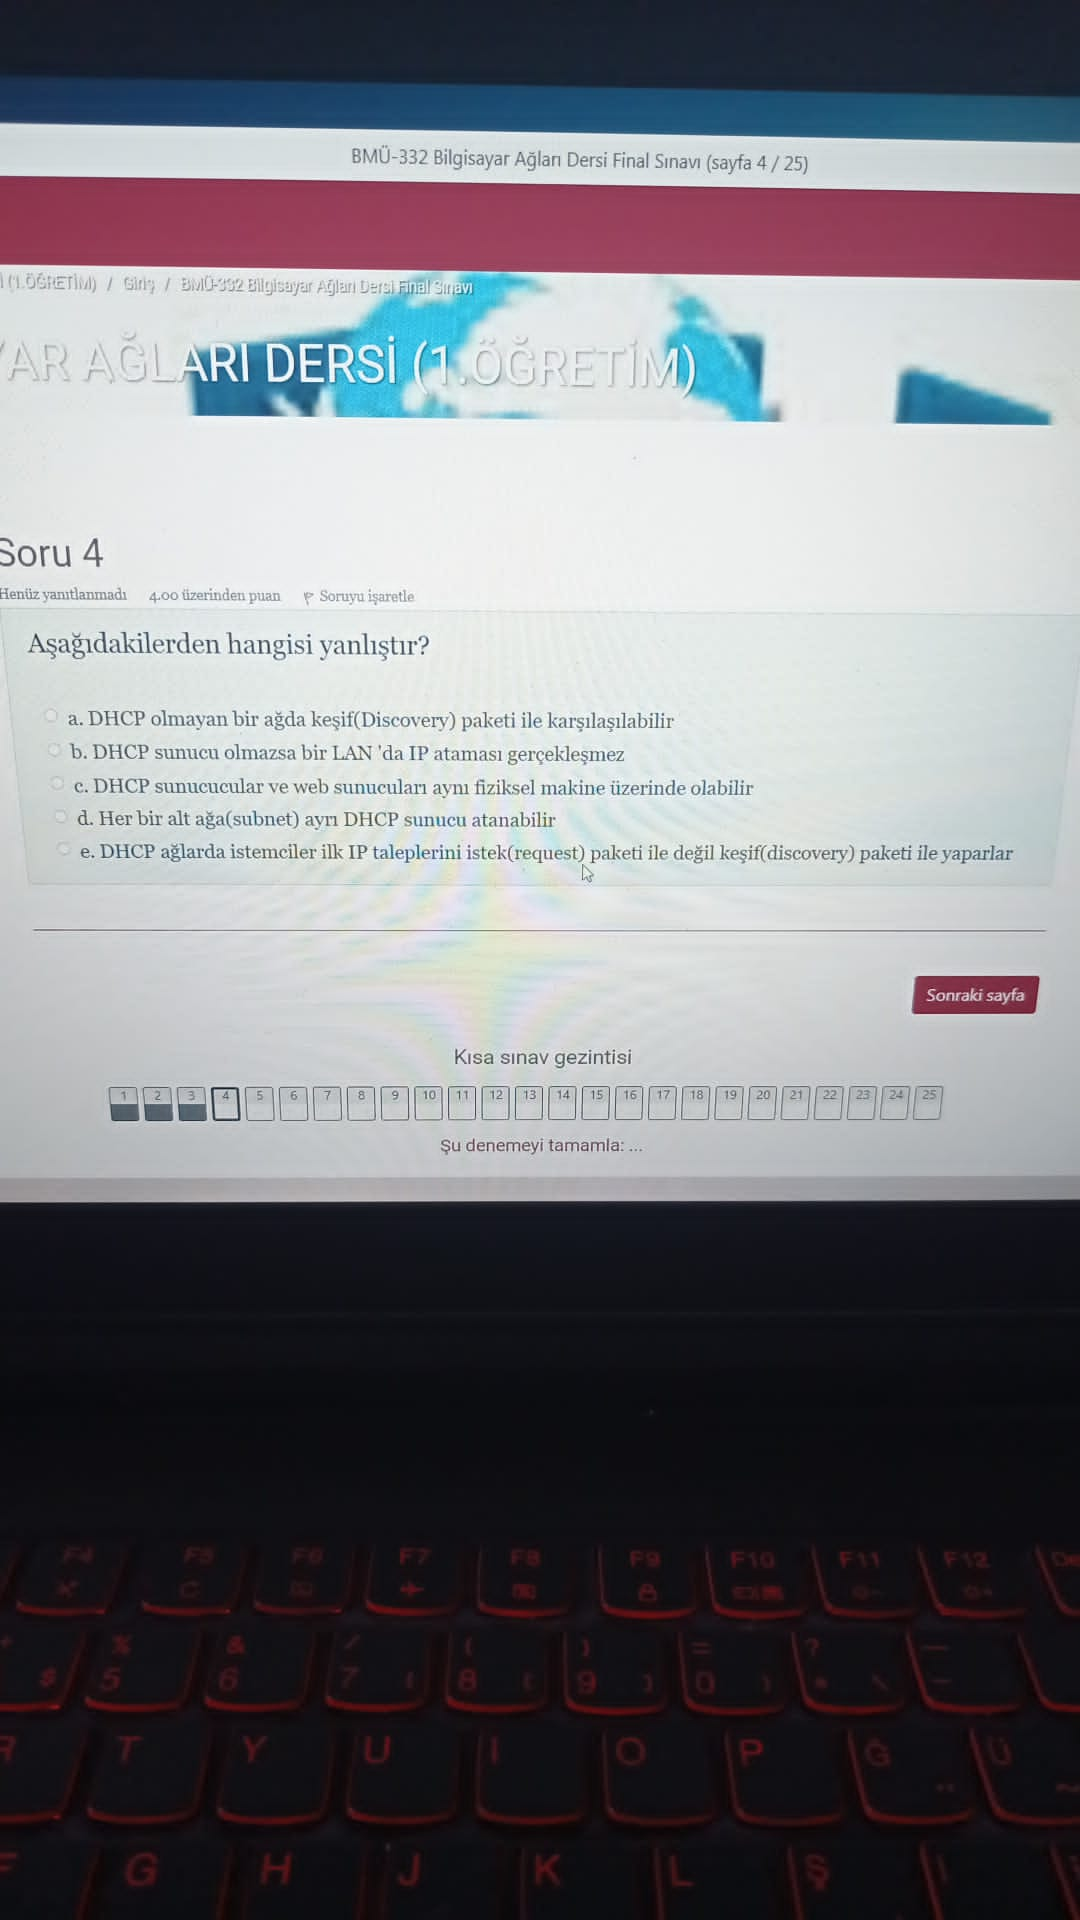 BMÜ-332 Bilgisayar Ağları Dersi Final Sınavı (sayfa 4 / 25)
(1.ÖĞRETİM) / Giriş / BMÜ-332 Bilgisayar Ağları Dersi Final Sınavı
AR AĞLARI DERSİ (1.ÖĞRETİM)
Soru 4
Henüz yanıtlanmadı 4.00 üzerinden puan Soruyu işaretle
Aşağıdakilerden hangisi yanlıştır?
a. DHCP olmayan bir ağda keşif(Discovery) paketi ile karşılaşılabilir
b. DHCP sunucu olmazsa bir LAN 'da IP ataması gerçekleşmez
c. DHCP sunucucular ve web sunucuları aynı fiziksel makine üzerinde olabilir
d. Her bir alt ağa(subnet) ayrı DHCP sunucu atanabilir
e. DHCP ağlarda istemciler ilk IP taleplerini istek(request) paketi ile değil keşif(discovery) paketi ile yaparlar
Sonraki sayfa
Kısa sınav gezintisi
1 2 3 4 5 6 7 8 9 10 11 12 13 14 15 16 17 18 19 20 21 22 23 24 25
Şu denemeyi tamamla: ...
F4 F5 F6 F7 F8 F9 F10 F11 F12 De
$ % 5 & 6 / 7 { ( 8 [ ) 9 ] = 0 } ? * \ _ -
R T Y U I O P Ğ Ü ~
F G H J K L Ş İ